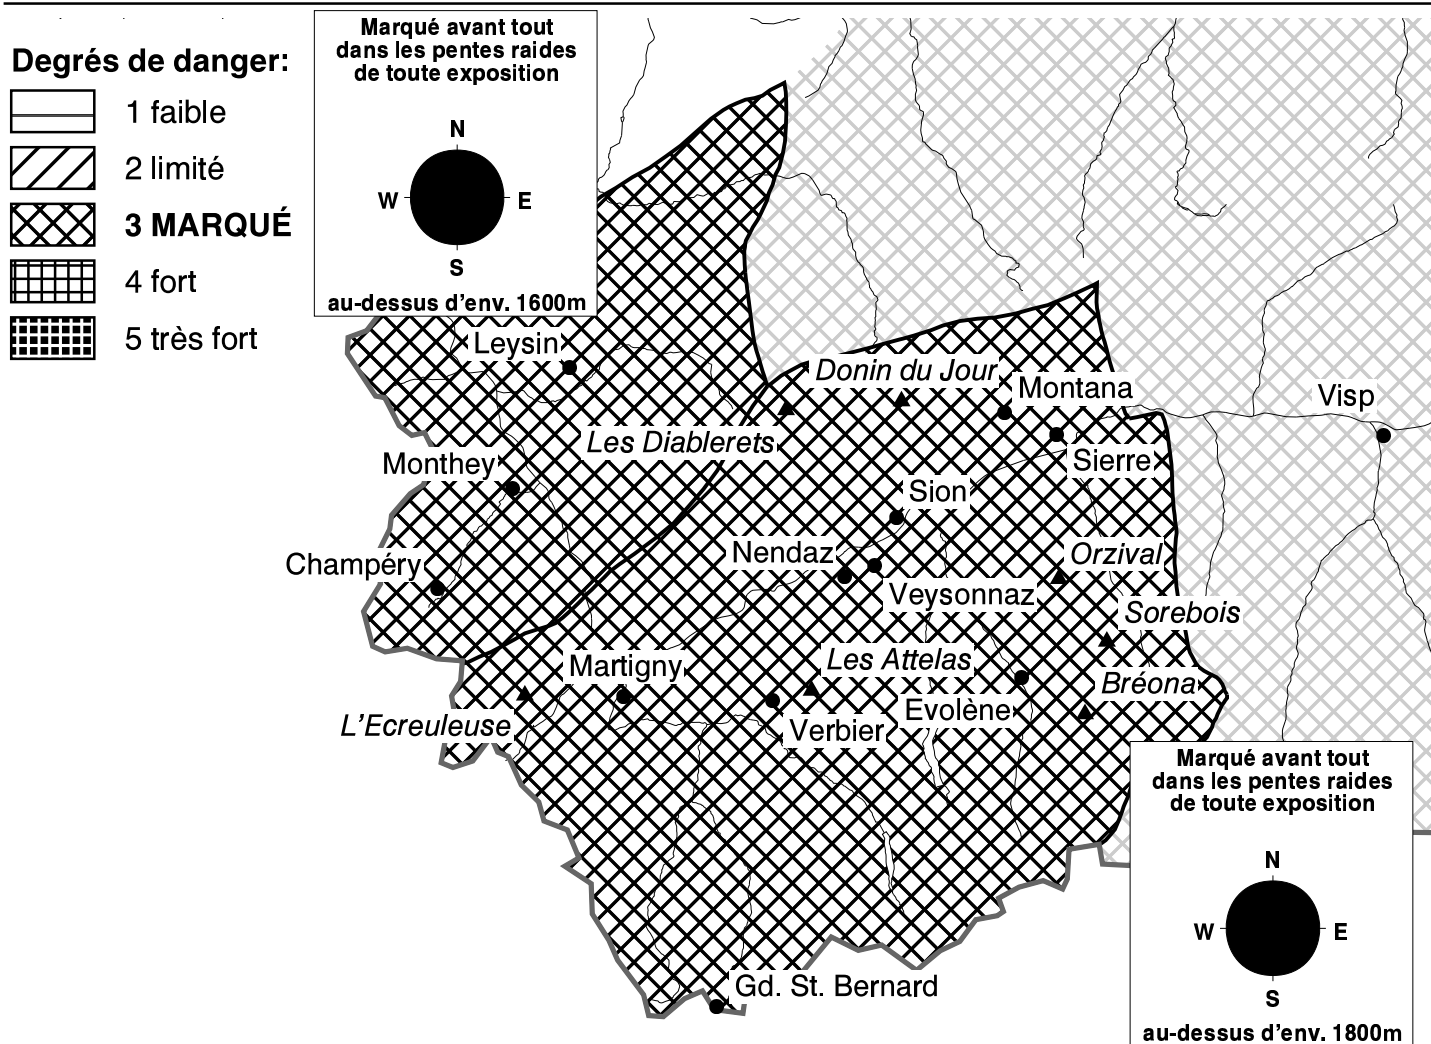 Degrés de danger:
1 faible
2 limité
3 MARQUÉ
4 fort
5 très fort
Marqué avant tout
dans les pentes raides
de toute exposition
N
W
E
S
au-dessus d'env. 1600m
Leysin
Donin du Jour
Montana
Visp
Les Diablerets
Monthey
Sierre
Sion
Nendaz
Orzival
Champéry
Veysonnaz
Sorebois
Martigny
Les Attelas
Bréona
L'Ecreuleuse
Verbier
Evolène
Gd. St. Bernard
Marqué avant tout
dans les pentes raides
de toute exposition
N
W
E
S
au-dessus d'env. 1800m